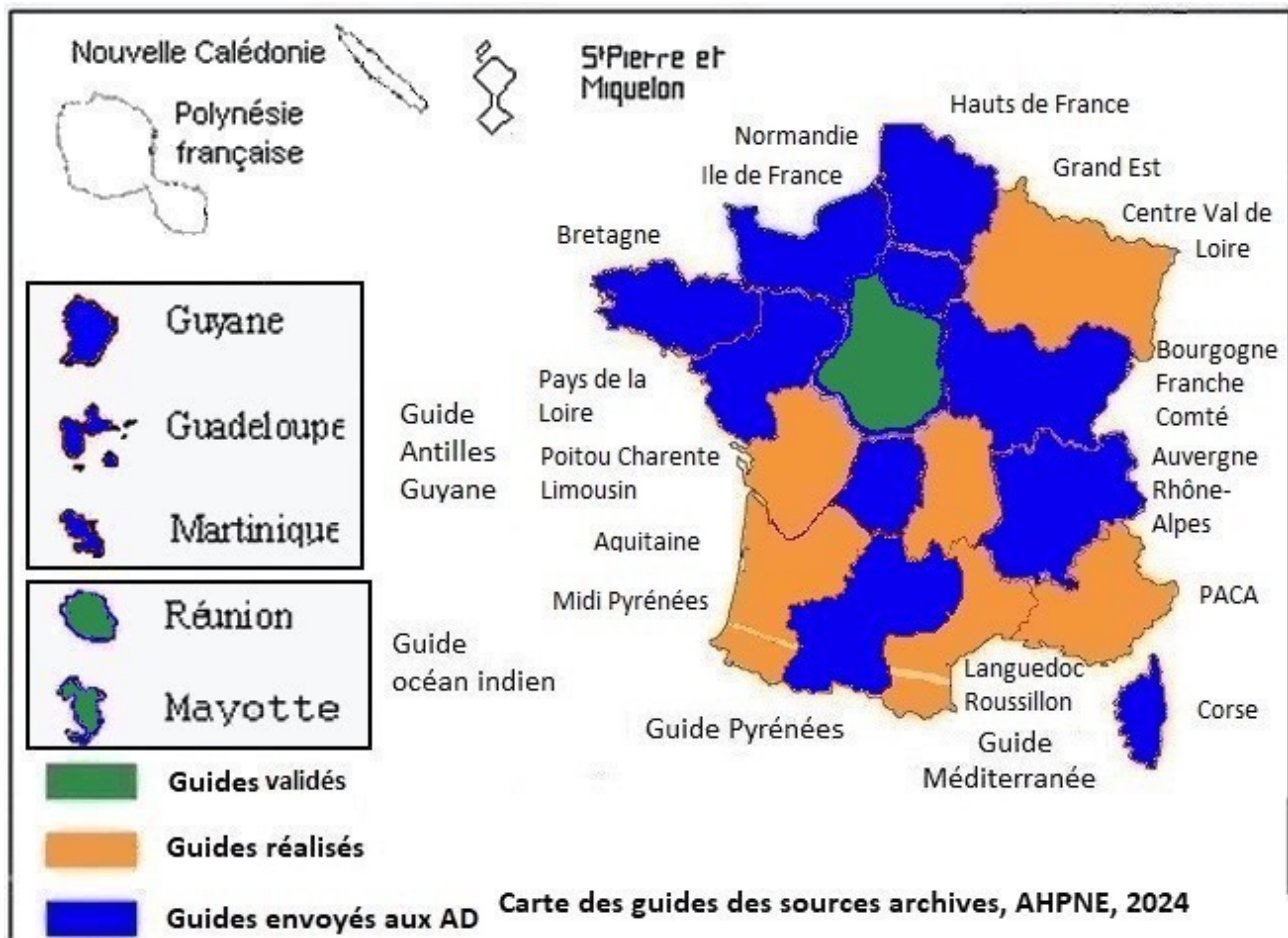 Nouvelle Calédonie
StPierre et
Miquelon
Polynésie
française
Hauts de France
Normandie
Ile de France
Grand Est
Centre Val de
Loire
Bretagne
Guyane
Guadeloupe
Martinique
Guide
Antilles
Guyane
Réunion
Mayotte
Guide
océan indien
Pays de la
Loire
Poitou Charente
Limousin
Aquitaine
Midi Pyrénées
Bourgogne
Franche
Comté
Auvergne
Rhône-
Alpes
PACA
Languedoc
Roussillon
Corse
Guide Pyrénées
Guide
Méditerranée
Guides validés
Guides réalisés
Guides envoyés aux AD
Carte des guides des sources archives, AHPNE, 2024